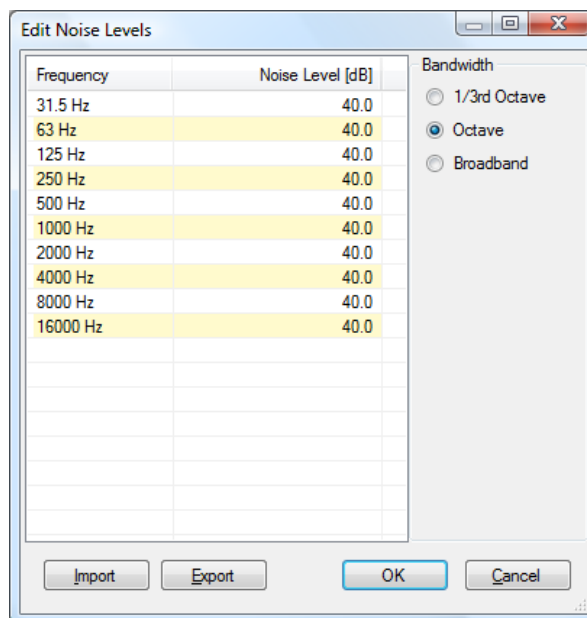 Edit Noise Levels
Frequency Noise Level [dB]
31.5 Hz 40.0
63 Hz 40.0
125 Hz 40.0
250 Hz 40.0
500 Hz 40.0
1000 Hz 40.0
2000 Hz 40.0
4000 Hz 40.0
8000 Hz 40.0
16000 Hz 40.0
Bandwidth
1/3rd Octave
Octave
Broadband
Import Export OK Cancel